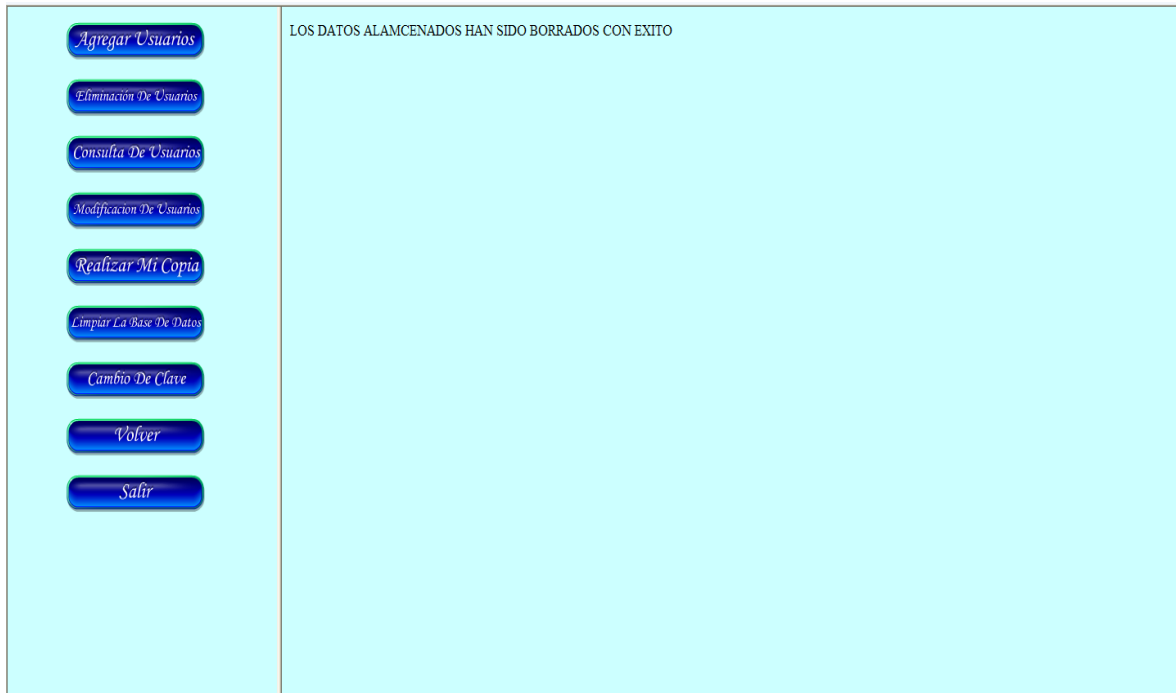 Agregar Usuarios
Eliminación De Usuarios
Consulta De Usuarios
Modificacion De Usuarios
Realizar Mi Copia
Limpiar La Base De Datos
Cambio De Clave
Volver
Salir
LOS DATOS ALAMCENADOS HAN SIDO BORRADOS CON EXITO